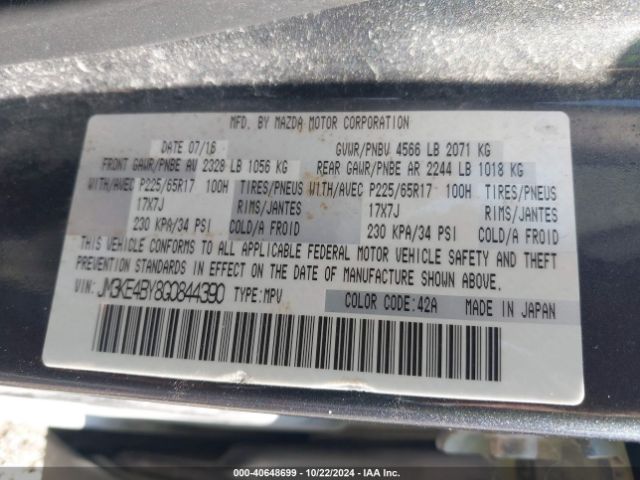 MFD. BY MAZDA MOTOR CORPORATION
DATE 07/16 GVWR/PNBV 4566 LB 2071 KG
FRONT GAWR/PNBE AV 2328 LB 1056 KG REAR GAWR/PNBE AR 2244 LB 1018 KG
WITH/AVEC P225/65R17 100H TIRES/PNEUS WITH/AVEC P225/65R17 100H TIRES/PNEUS
17X7J RIMS/JANTES 17X7J RIMS/JANTES
230 KPA/34 PSI COLD/A FROID 230 KPA/34 PSI COLD/A FROID
THIS VEHICLE CONFORMS TO ALL APPLICABLE FEDERAL MOTOR VEHICLE SAFETY AND THEFT
PREVENTION STANDARDS IN EFFECT ON THE DATE OF MANUFACTURE SHOWN ABOVE.
VIN: JM3KE4BY8G0844390 TYPE:MPV COLOR CODE:42A MADE IN JAPAN
000-40648699 - 10/22/2024 - IAA Inc.